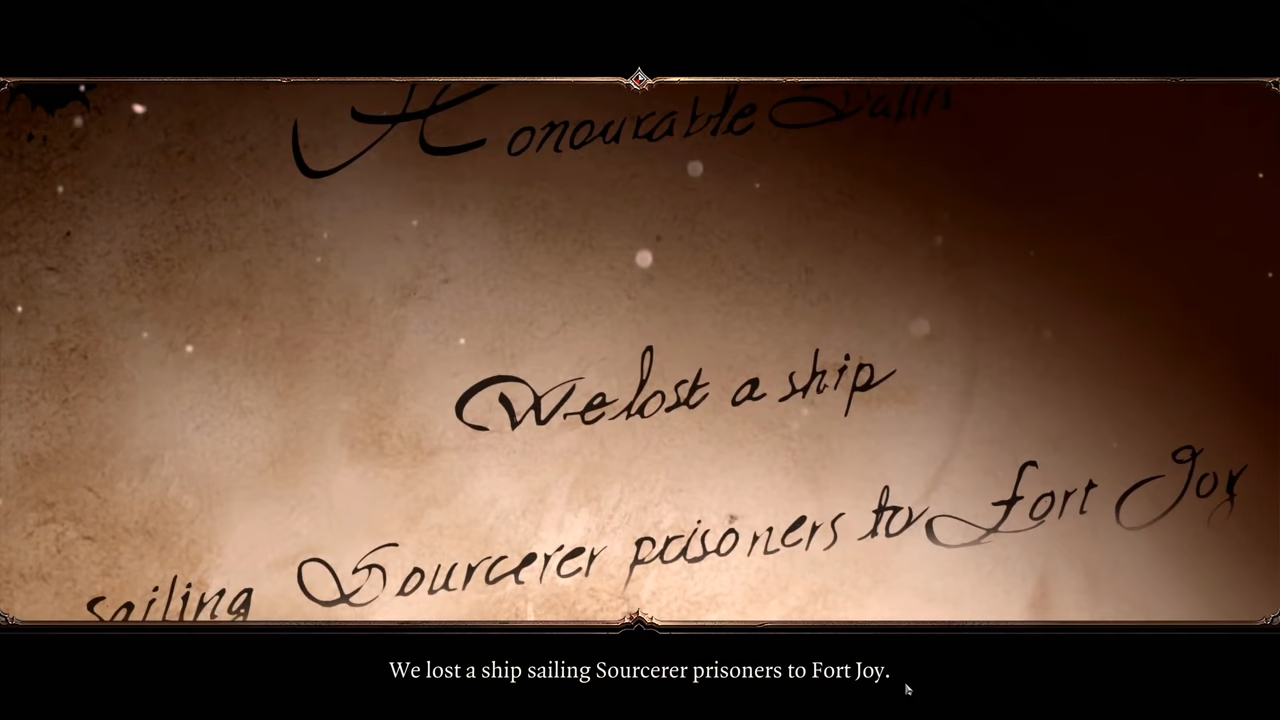 Honourable Dallis
We lost a ship
sailing Sourcerer prisoners to Fort Joy
We lost a ship sailing Sourcerer prisoners to Fort Joy.